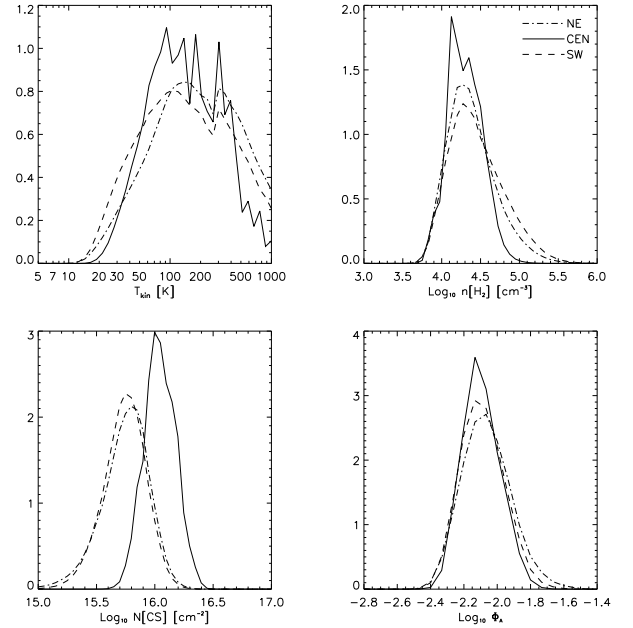 1.2
1.0
0.8
0.6
0.4
0.2
0.0
5 7 10 20 30 50 100 200 500 1000
T_kin [K]
2.0
1.5
1.0
0.5
0.0
3.0 3.5 4.0 4.5 5.0 5.5 6.0
Log₁₀ n[H₂] [cm⁻³]
NE
CEN
SW
3
2
1
0
15.0 15.5 16.0 16.5 17.0
Log₁₀ N[CS] [cm⁻²]
4
3
2
1
0
−2.8 −2.6 −2.4 −2.2 −2.0 −1.8 −1.6 −1.4
Log₁₀ Φ_A